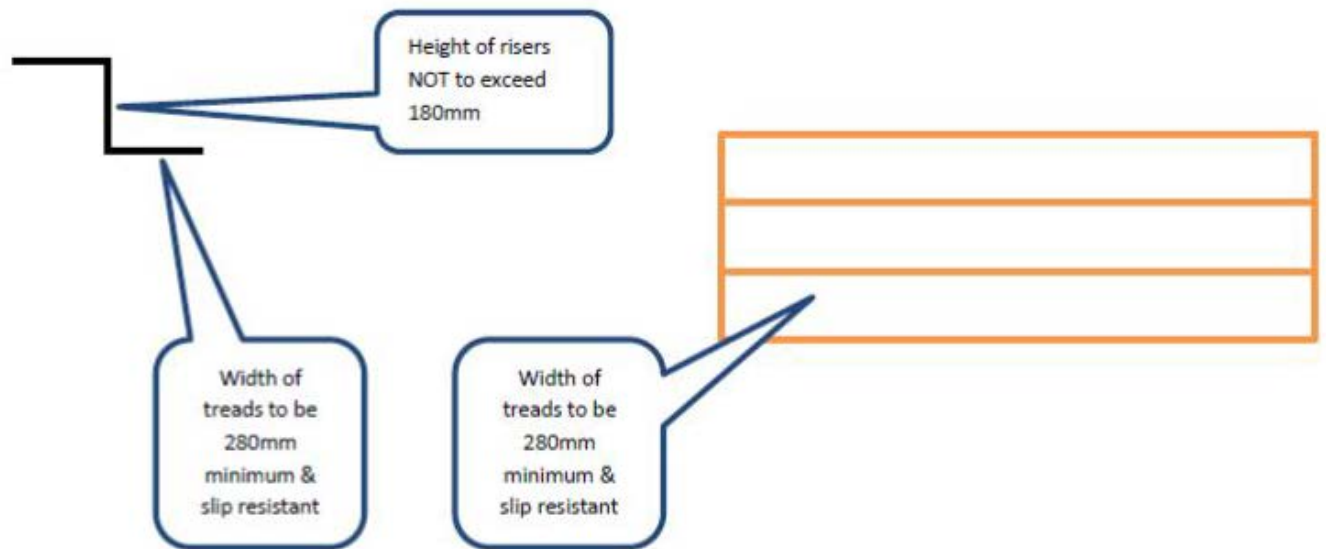 Height of risers
NOT to exceed
180mm
Width of
treads to be
280mm
minimum &
slip resistant
Width of
treads to be
280mm
minimum &
slip resistant